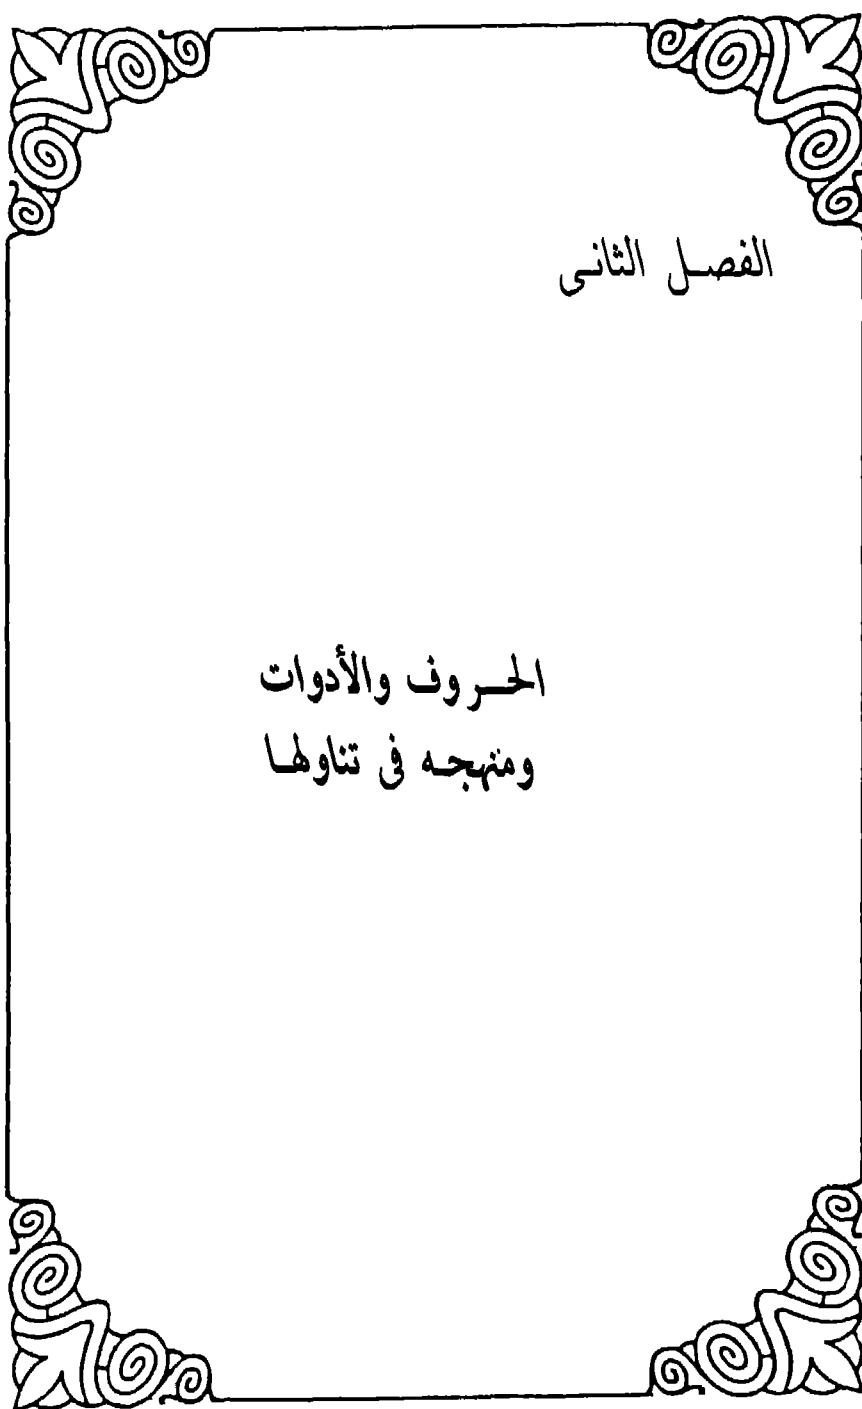 الفصل الثانى
الحروف والأدوات
ومنهجه فى تناولها